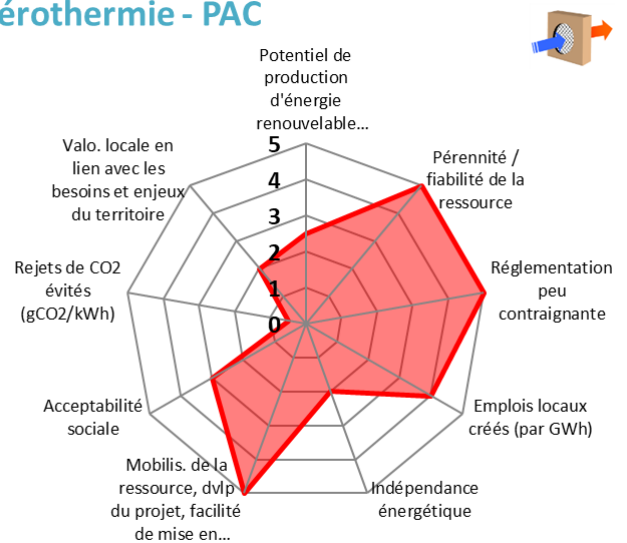 érothermie - PAC
Potentiel de
production
d'énergie
renouvelable...
5
4
3
2
1
0
Pérennité /
fiabilité de la
ressource
Réglementation
peu
contraignante
Emplois locaux
créés (par GWh)
Indépendance
énergétique
Mobilis. de la
ressource, dvlp
du projet, facilité
de mise en...
Acceptabilité
sociale
Rejets de CO2
évités
(gCO2/kWh)
Valo. locale en
lien avec les
besoins et enjeux
du territoire